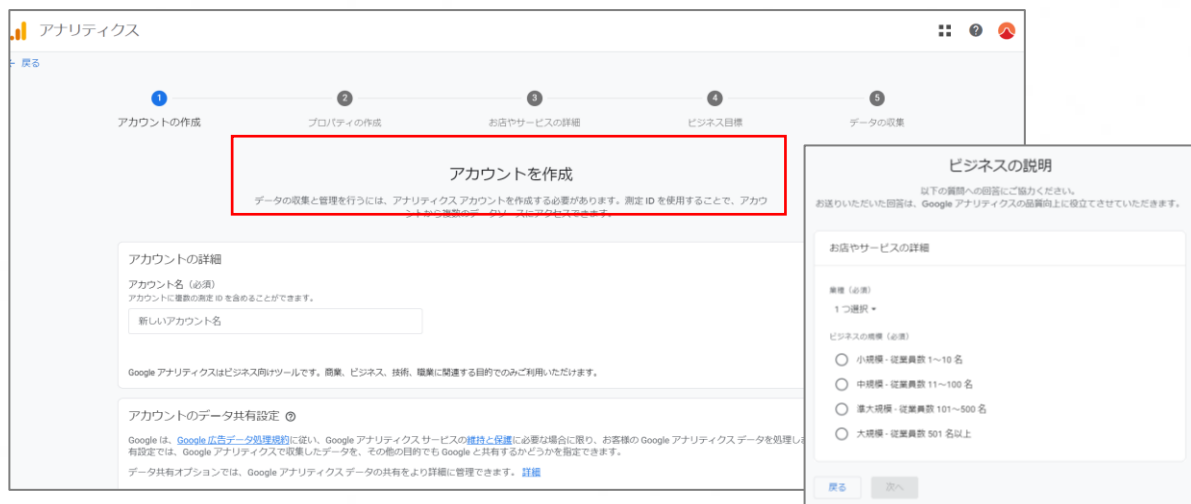 アナリティクス
戻る
1 2 3 4 5
アカウントの作成 プロパティの作成 お店やサービスの詳細 ビジネス目標 データの収集
アカウントを作成
データの収集と管理を行うには、アナリティクス アカウントを作成する必要があります。測定 ID を使用することで、アカウ
ントから複数のデータソースにアクセスできます。
アカウントの詳細
アカウント名（必須）
アカウントに複数の測定 ID を含めることができます。
新しいアカウント名
Google アナリティクスはビジネス向けツールです。商業、ビジネス、技術、職業に関連する目的でのみご利用いただけます。
アカウントのデータ共有設定
Google は、Google 広告データ処理規約に従い、Google アナリティクス サービスの維持と保護に必要な場合に限り、お客様の Google アナリティクス データを処理し
有設定では、Google アナリティクスで収集したデータを、その他の目的でも Google と共有するかどうかを指定できます。
データ共有オプションでは、Google アナリティクス データの共有をより詳細に管理できます。 詳細
ビジネスの説明
以下の質問への回答にご協力ください。
お送りいただいた回答は、Google アナリティクスの品質向上に役立てさせていただきます。
お店やサービスの詳細
業種（必須）
1 つ選択
ビジネスの規模（必須）
小規模 - 従業員数 1～10 名
中規模 - 従業員数 11～100 名
準大規模 - 従業員数 101～500 名
大規模 - 従業員数 501 名以上
戻る 次へ